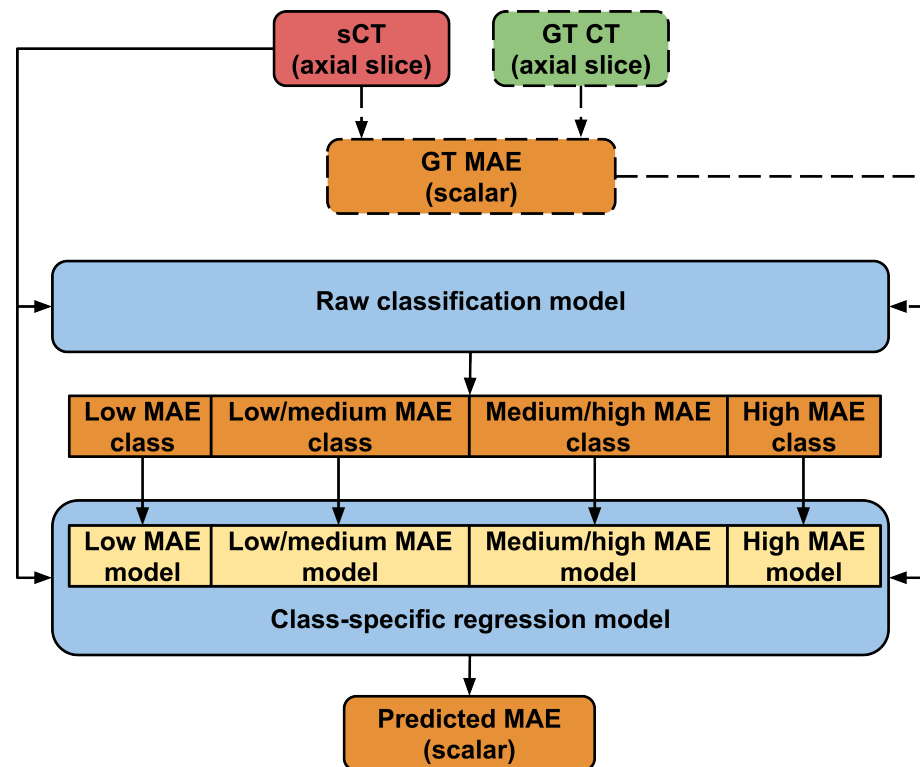 sCT
(axial slice)
GT CT
(axial slice)
GT MAE
(scalar)
Raw classification model
Low MAE
class
Low/medium MAE
class
Medium/high MAE
class
High MAE
class
Low MAE
model
Low/medium MAE
model
Medium/high MAE
model
High MAE
model
Class-specific regression model
Predicted MAE
(scalar)